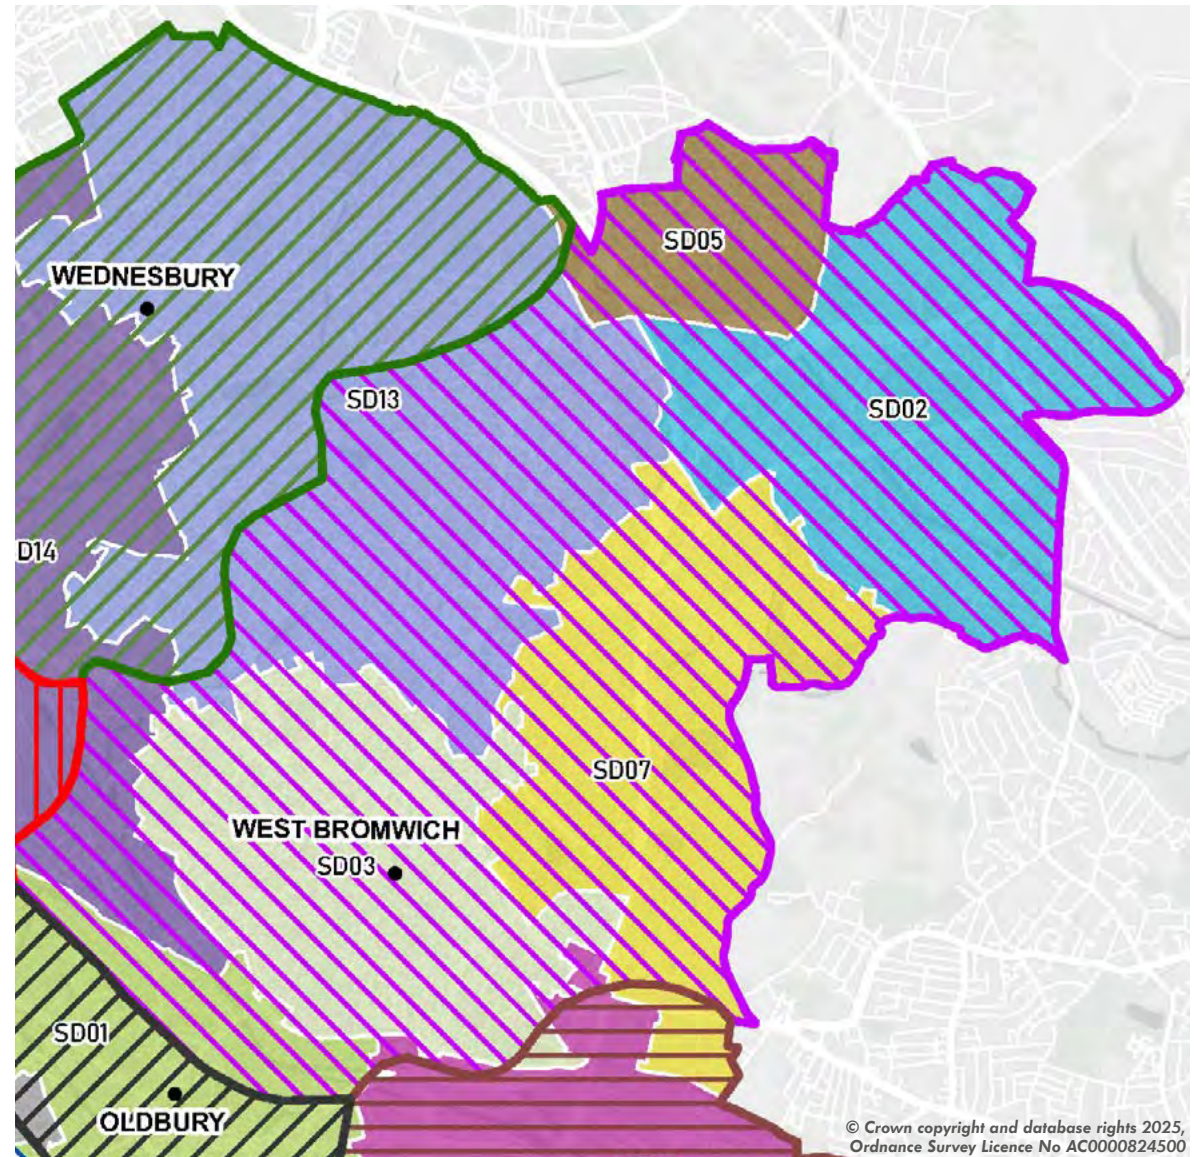 SD05
WEDNESBURY
SD13
SD02
D14
SD07
WEST BROMWICH
SD03
SD01
OLDBURY
© Crown copyright and database rights 2025,
Ordnance Survey Licence No AC0000824500